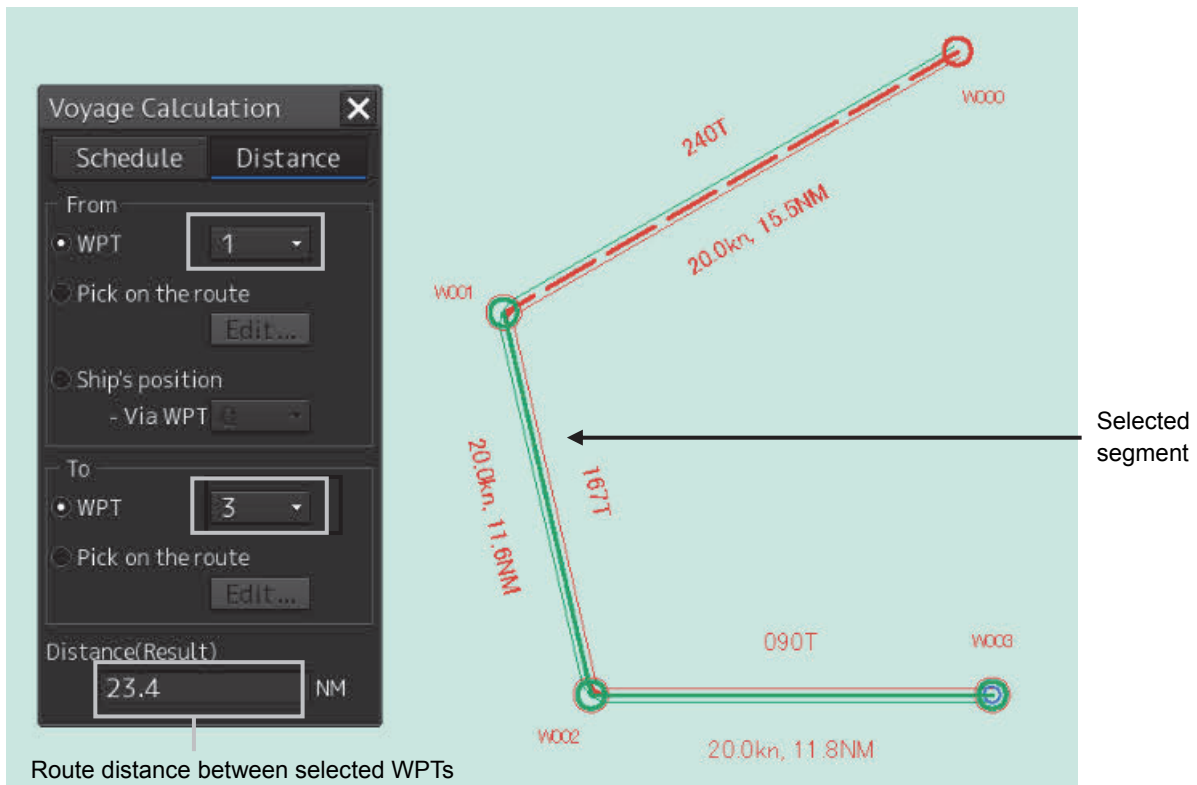 Voyage Calculation
Schedule Distance
From
WPT 1
Pick on the route
Edit...
Ship's position
- Via WPT
To
WPT 3
Pick on the route
Edit...
Distance(Result)
23.4 NM
Route distance between selected WPTs
W000
240T
20.0kn, 15.5NM
W001
20.0kn, 11.6NM
167T
Selected
segment
W002
090T
W003
20.0kn, 11.8NM